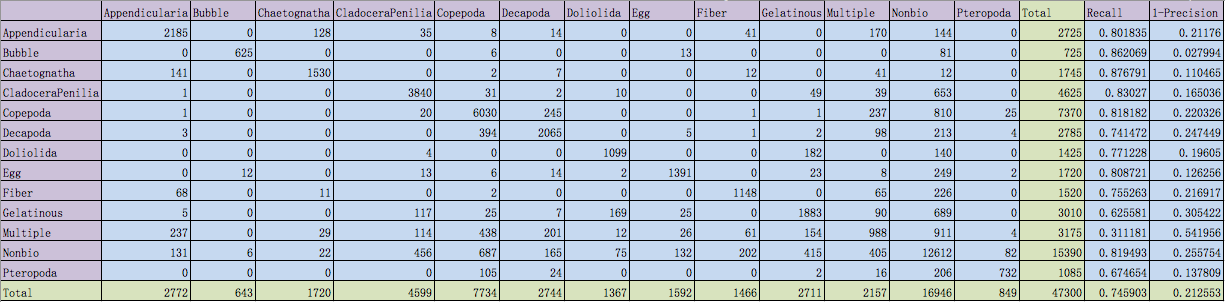 Appendicularia Bubble Chaetognatha CladoceraPenilia Copepoda Decapoda Doliolida Egg Fiber Gelatinous Multiple Nonbio Pteropoda Total Recall 1-Precision
Appendicularia 2185 0 128 35 8 14 0 0 41 0 170 144 0 2725 0.801835 0.21176
Bubble 0 625 0 0 6 0 0 13 0 0 0 81 0 725 0.862069 0.027994
Chaetognatha 141 0 1530 0 2 7 0 0 12 0 41 12 0 1745 0.876791 0.110465
CladoceraPenilia 1 0 0 3840 31 2 10 0 0 49 39 653 0 4625 0.83027 0.165036
Copepoda 1 0 0 20 6030 245 0 0 1 1 237 810 25 7370 0.818182 0.220326
Decapoda 3 0 0 0 394 2065 0 5 1 2 98 213 4 2785 0.741472 0.247449
Doliolida 0 0 0 4 0 0 1099 0 0 182 0 140 0 1425 0.771228 0.19605
Egg 0 12 0 13 6 14 2 1391 0 23 8 249 2 1720 0.808721 0.126256
Fiber 68 0 11 0 2 0 0 0 1148 0 65 226 0 1520 0.755263 0.216917
Gelatinous 5 0 0 117 25 7 169 25 0 1883 90 689 0 3010 0.625581 0.305422
Multiple 237 0 29 114 438 201 12 26 61 154 988 911 4 3175 0.311181 0.541956
Nonbio 131 6 22 456 687 165 75 132 202 415 405 12612 82 15390 0.819493 0.255754
Pteropoda 0 0 0 0 105 24 0 0 0 2 16 206 732 1085 0.674654 0.137809
Total 2772 643 1720 4599 7734 2744 1367 1592 1466 2711 2157 16946 849 47300 0.745903 0.212553